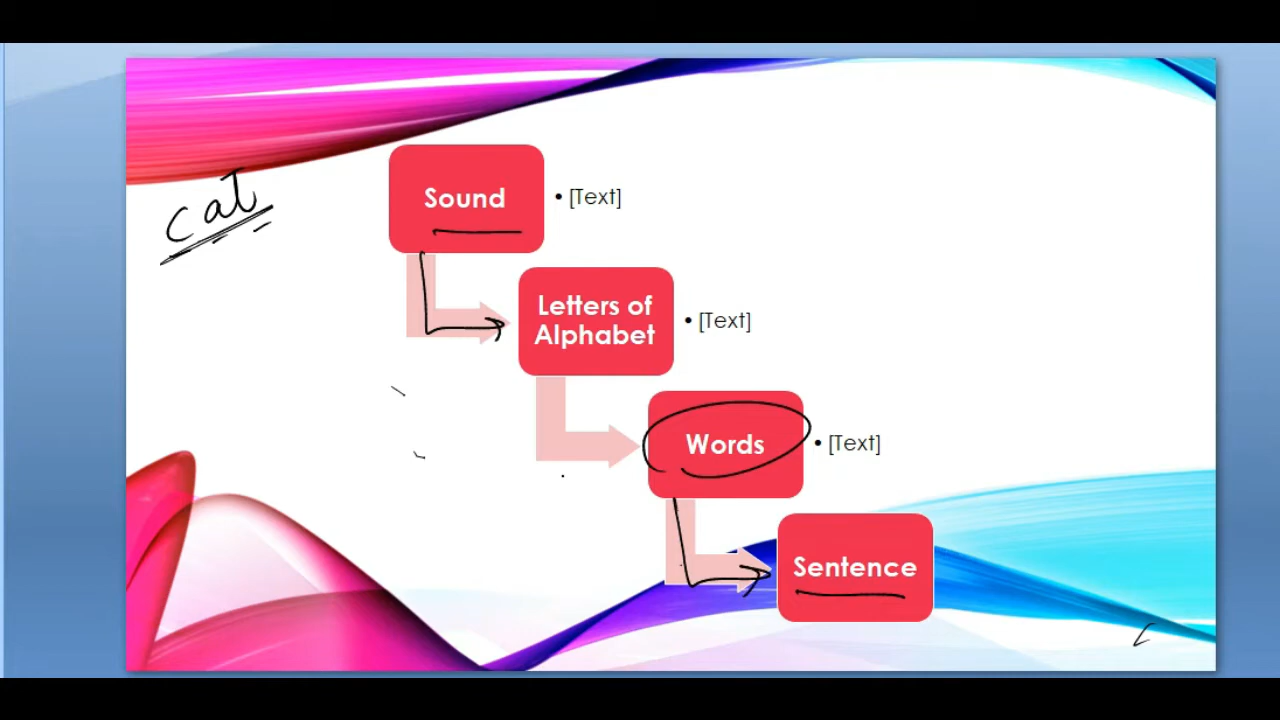 cat
Sound
• [Text]
Letters of
Alphabet
• [Text]
Words
• [Text]
Sentence